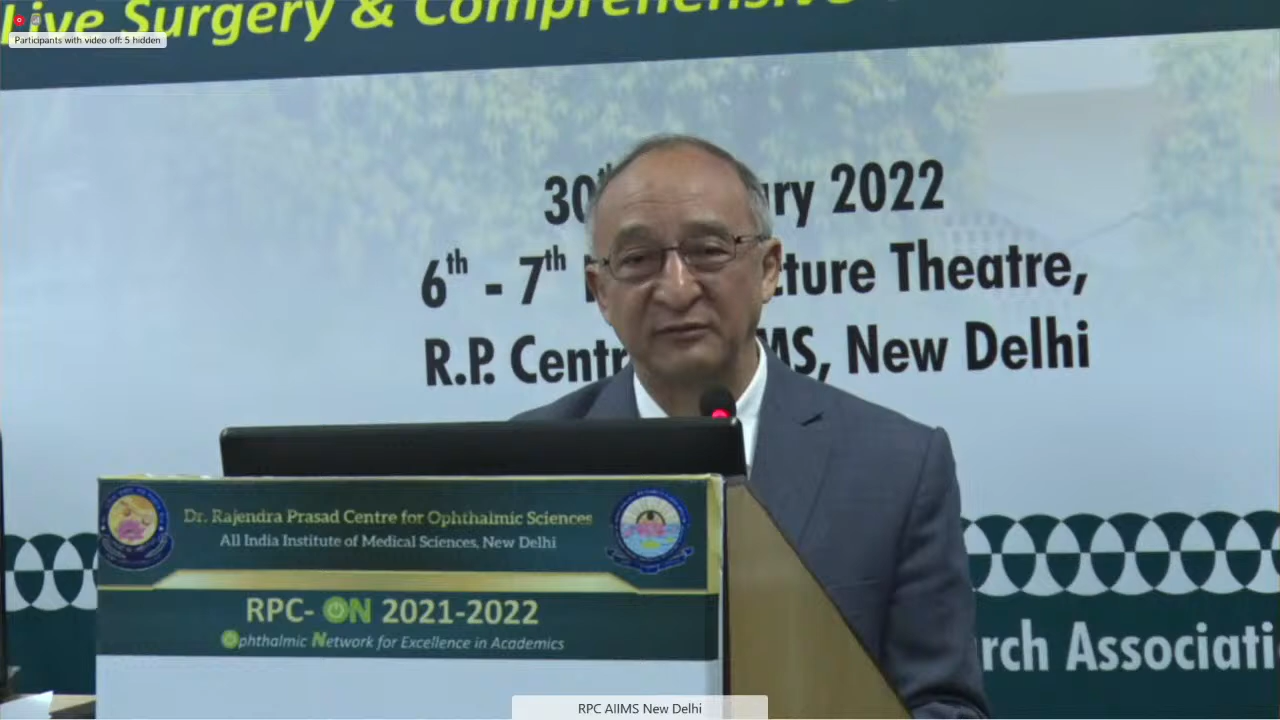 Live Surgery & Comprehensive
Participants with video off: 5 hidden
30th ry 2022
6th - 7th cture Theatre,
R.P. Centr MS, New Delhi
Dr. Rajendra Prasad Centre for Ophthalmic Sciences
All India Institute of Medical Sciences, New Delhi
RPC- ON 2021-2022
Ophthalmic Network for Excellence in Academics
rch Associati
RPC AIIMS New Delhi